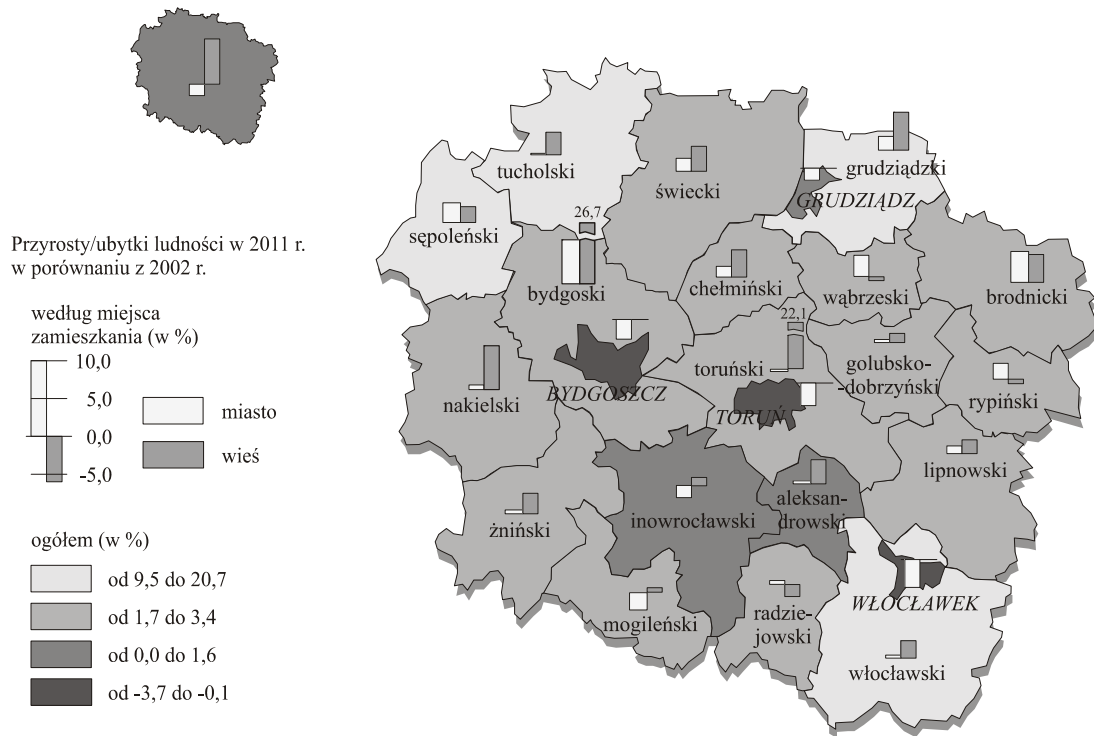 Przyrosty/ubytki ludności w 2011 r.
w porównaniu z 2002 r.
według miejsca
zamieszkania (w %)
10,0
5,0
0,0
-5,0
miasto
wieś
ogółem (w %)
od 9,5 do 20,7
od 1,7 do 3,4
od 0,0 do 1,6
od -3,7 do -0,1
tucholski
świecki
grudziądzki
GRUDZIĄDZ
sępoleński
26,7
bydgoski
chełmiński
wąbrzeski
brodnicki
22,1
toruński
golubsko-
-dobrzyński
nakielski
BYDGOSZCZ
TORUŃ
rypiński
lipnowski
żniński
inowrocławski
aleksan-
drowski
mogileński
radzie-
jowski
WŁOCŁAWEK
włocławski